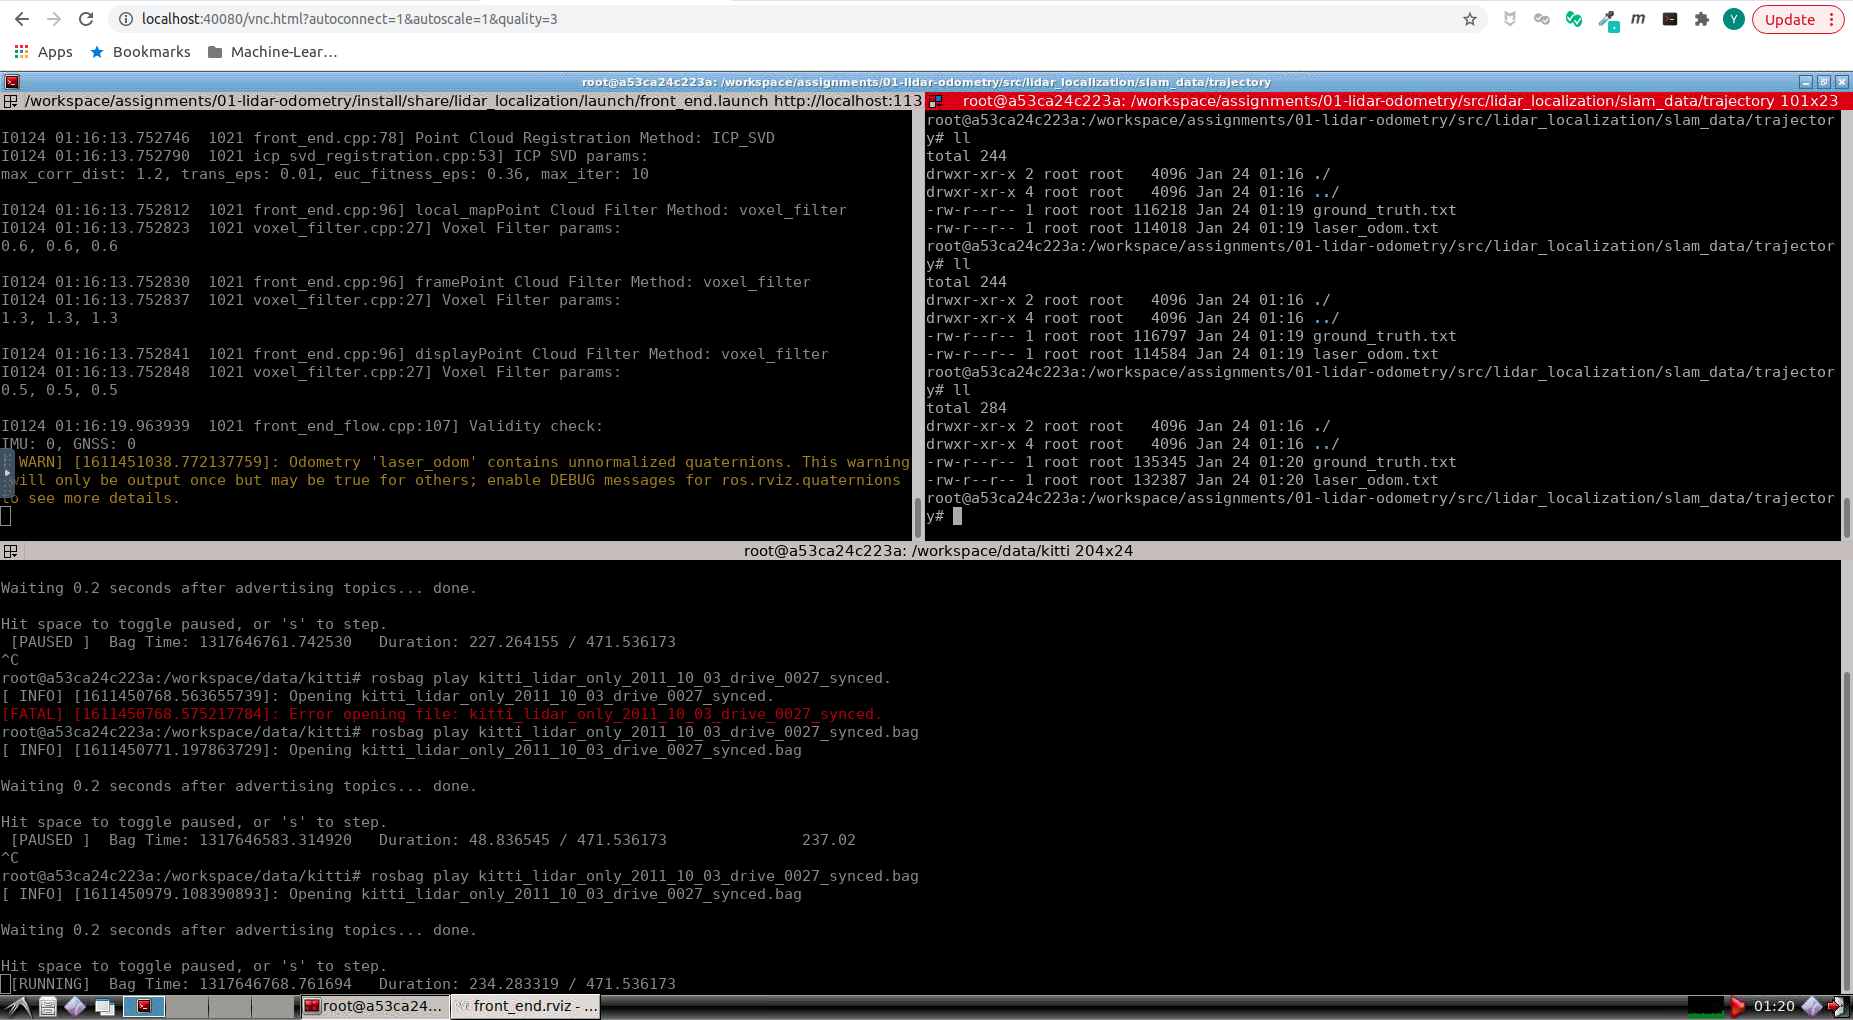 localhost:40080/vnc.html?autoconnect=1&autoscale=1&quality=3
Y
Update
Apps
Bookmarks
Machine-Lear…
root@a53ca24c223a: /workspace/assignments/01-lidar-odometry/src/lidar_localization/slam_data/trajectory
/workspace/assignments/01-lidar-odometry/install/share/lidar_localization/launch/front_end.launch http://localhost:113
I0124 01:16:13.752746  1021 front_end.cpp:78] Point Cloud Registration Method: ICP_SVD
I0124 01:16:13.752790  1021 icp_svd_registration.cpp:53] ICP SVD params:
max_corr_dist: 1.2, trans_eps: 0.01, euc_fitness_eps: 0.36, max_iter: 10
I0124 01:16:13.752812  1021 front_end.cpp:96] local_mapPoint Cloud Filter Method: voxel_filter
I0124 01:16:13.752823  1021 voxel_filter.cpp:27] Voxel Filter params:
0.6, 0.6, 0.6
I0124 01:16:13.752830  1021 front_end.cpp:96] framePoint Cloud Filter Method: voxel_filter
I0124 01:16:13.752837  1021 voxel_filter.cpp:27] Voxel Filter params:
1.3, 1.3, 1.3
I0124 01:16:13.752841  1021 front_end.cpp:96] displayPoint Cloud Filter Method: voxel_filter
I0124 01:16:13.752848  1021 voxel_filter.cpp:27] Voxel Filter params:
0.5, 0.5, 0.5
I0124 01:16:19.963939  1021 front_end_flow.cpp:107] Validity check:
IMU: 0, GNSS: 0
WARN] [1611451038.772137759]: Odometry 'laser_odom' contains unnormalized quaternions. This warning
will only be output once but may be true for others; enable DEBUG messages for ros.rviz.quaternions
to see more details.
root@a53ca24c223a: /workspace/assignments/01-lidar-odometry/src/lidar_localization/slam_data/trajectory 101x23
root@a53ca24c223a:/workspace/assignments/01-lidar-odometry/src/lidar_localization/slam_data/trajector
y# ll
total 244
drwxr-xr-x 2 root root   4096 Jan 24 01:16 ./
drwxr-xr-x 4 root root   4096 Jan 24 01:16 ../
-rw-r--r-- 1 root root 116218 Jan 24 01:19 ground_truth.txt
-rw-r--r-- 1 root root 114018 Jan 24 01:19 laser_odom.txt
root@a53ca24c223a:/workspace/assignments/01-lidar-odometry/src/lidar_localization/slam_data/trajector
y# ll
total 244
drwxr-xr-x 2 root root   4096 Jan 24 01:16 ./
drwxr-xr-x 4 root root   4096 Jan 24 01:16 ../
-rw-r--r-- 1 root root 116797 Jan 24 01:19 ground_truth.txt
-rw-r--r-- 1 root root 114584 Jan 24 01:19 laser_odom.txt
root@a53ca24c223a:/workspace/assignments/01-lidar-odometry/src/lidar_localization/slam_data/trajector
y# ll
total 284
drwxr-xr-x 2 root root   4096 Jan 24 01:16 ./
drwxr-xr-x 4 root root   4096 Jan 24 01:16 ../
-rw-r--r-- 1 root root 135345 Jan 24 01:20 ground_truth.txt
-rw-r--r-- 1 root root 132387 Jan 24 01:20 laser_odom.txt
root@a53ca24c223a:/workspace/assignments/01-lidar-odometry/src/lidar_localization/slam_data/trajector
y#
root@a53ca24c223a: /workspace/data/kitti 204x24
Waiting 0.2 seconds after advertising topics... done.
Hit space to toggle paused, or 's' to step.
[PAUSED ]  Bag Time: 1317646761.742530   Duration: 227.264155 / 471.536173
^C
root@a53ca24c223a:/workspace/data/kitti# rosbag play kitti_lidar_only_2011_10_03_drive_0027_synced.
[ INFO] [1611450768.563655739]: Opening kitti_lidar_only_2011_10_03_drive_0027_synced.
[FATAL] [1611450768.575217784]: Error opening file: kitti_lidar_only_2011_10_03_drive_0027_synced.
root@a53ca24c223a:/workspace/data/kitti# rosbag play kitti_lidar_only_2011_10_03_drive_0027_synced.bag
[ INFO] [1611450771.197863729]: Opening kitti_lidar_only_2011_10_03_drive_0027_synced.bag
Waiting 0.2 seconds after advertising topics... done.
Hit space to toggle paused, or 's' to step.
[PAUSED ]  Bag Time: 1317646583.314920   Duration: 48.836545 / 471.536173               237.02
^C
root@a53ca24c223a:/workspace/data/kitti# rosbag play kitti_lidar_only_2011_10_03_drive_0027_synced.bag
[ INFO] [1611450979.108390893]: Opening kitti_lidar_only_2011_10_03_drive_0027_synced.bag
Waiting 0.2 seconds after advertising topics... done.
Hit space to toggle paused, or 's' to step.
[RUNNING]  Bag Time: 1317646768.761694   Duration: 234.283319 / 471.536173
root@a53ca24...
front_end.rviz - ...
01:20